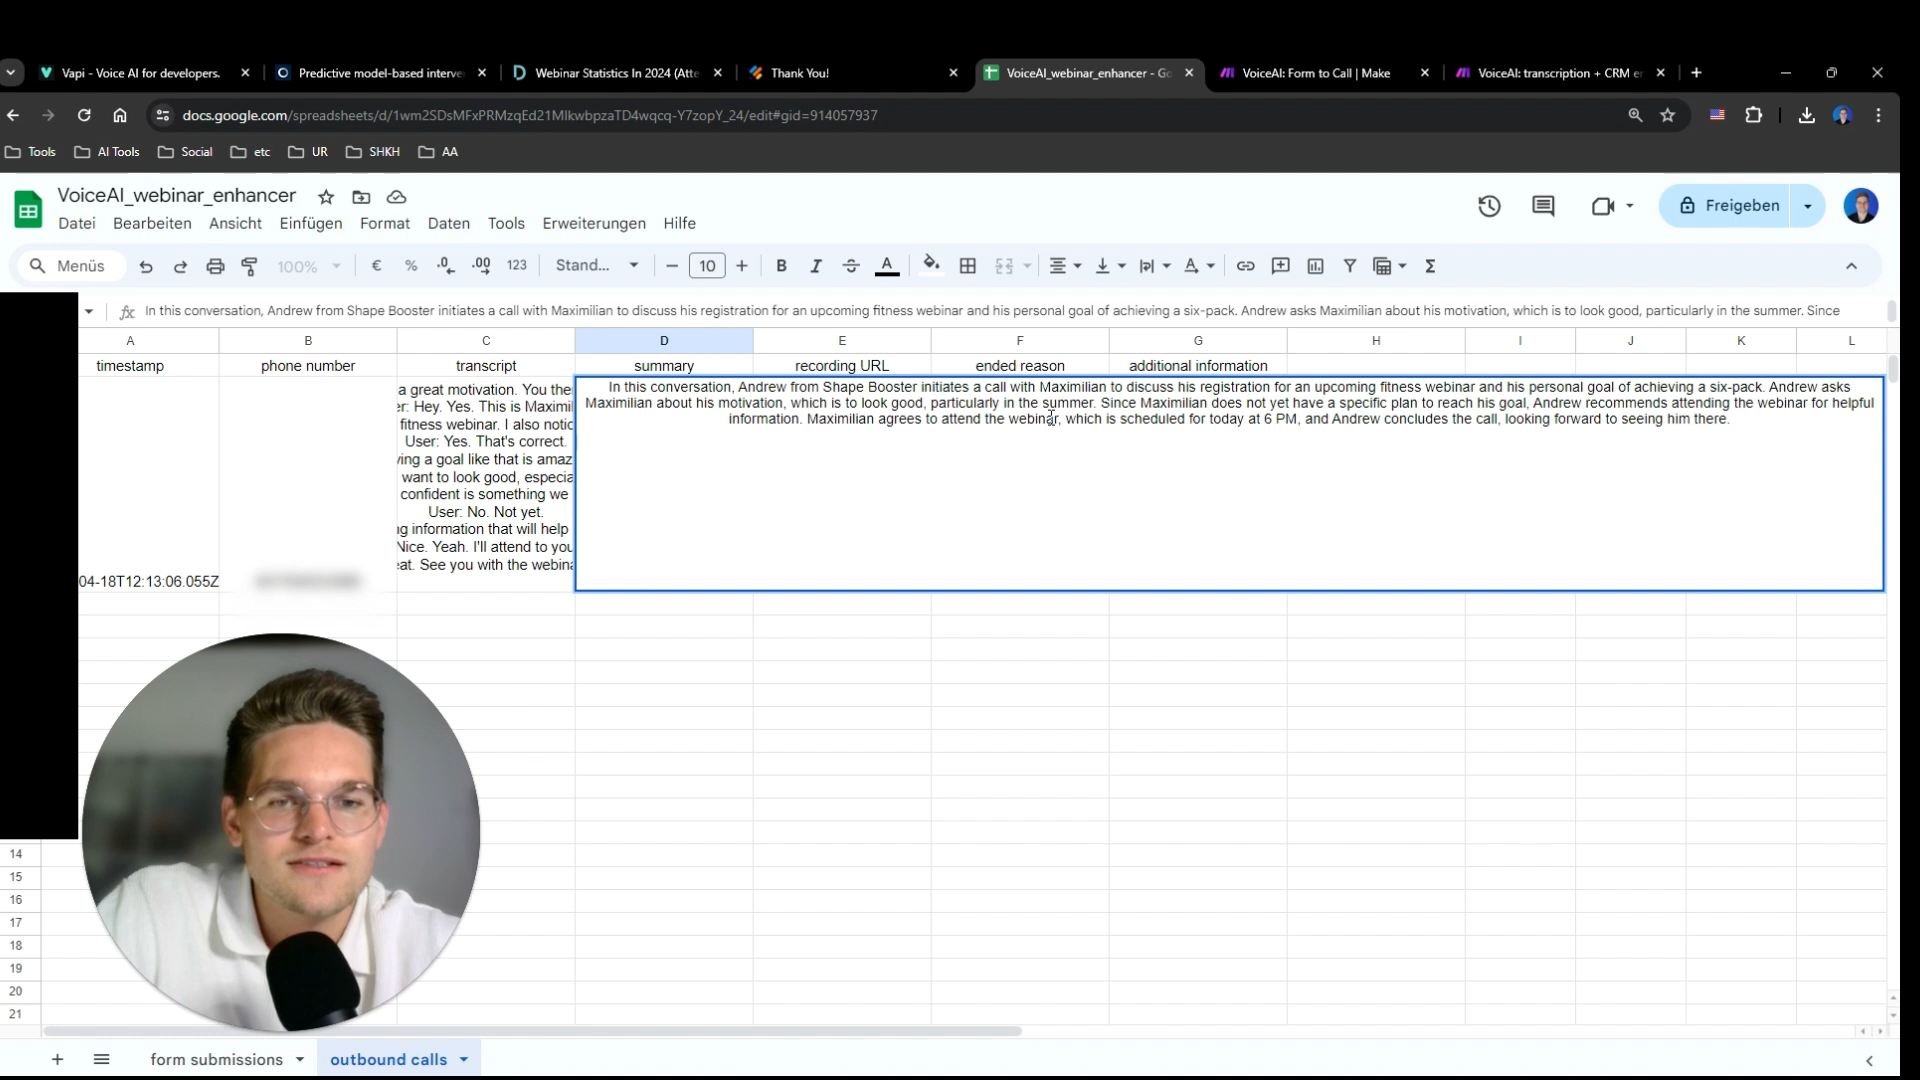 Vapi - Voice AI for developers.
Predictive model-based interve
Webinar Statistics In 2024 (Atte
Thank You!
VoiceAI_webinar_enhancer - Go
VoiceAI: Form to Call | Make
VoiceAI: transcription + CRM er
docs.google.com/spreadsheets/d/1wm2SDsMFxPRMzqEd21MlkwbpzaTD4wqcq-Y7zopY_24/edit#gid=914057937
Tools
AI Tools
Social
etc
UR
SHKH
AA
VoiceAI_webinar_enhancer
Datei Bearbeiten Ansicht Einfügen Format Daten Tools Erweiterungen Hilfe
Freigeben
Menüs
100%
€ % .0 .00 123 Stand... 10 B I S A
In this conversation, Andrew from Shape Booster initiates a call with Maximilian to discuss his registration for an upcoming fitness webinar and his personal goal of achieving a six-pack. Andrew asks Maximilian about his motivation, which is to look good, particularly in the summer. Since
A B C D E F G H I J K L
timestamp phone number transcript summary recording URL ended reason additional information
a great motivation. You the
er: Hey. Yes. This is Maximil
fitness webinar. I also notic
User: Yes. That's correct.
ving a goal like that is amaz
want to look good, especia
confident is something we
User: No. Not yet.
ng information that will help
Nice. Yeah. I'll attend to you
eat. See you with the webina
In this conversation, Andrew from Shape Booster initiates a call with Maximilian to discuss his registration for an upcoming fitness webinar and his personal goal of achieving a six-pack. Andrew asks
Maximilian about his motivation, which is to look good, particularly in the summer. Since Maximilian does not yet have a specific plan to reach his goal, Andrew recommends attending the webinar for helpful
information. Maximilian agrees to attend the webinar, which is scheduled for today at 6 PM, and Andrew concludes the call, looking forward to seeing him there.
04-18T12:13:06.055Z
14
15
16
17
18
19
20
21
form submissions
outbound calls